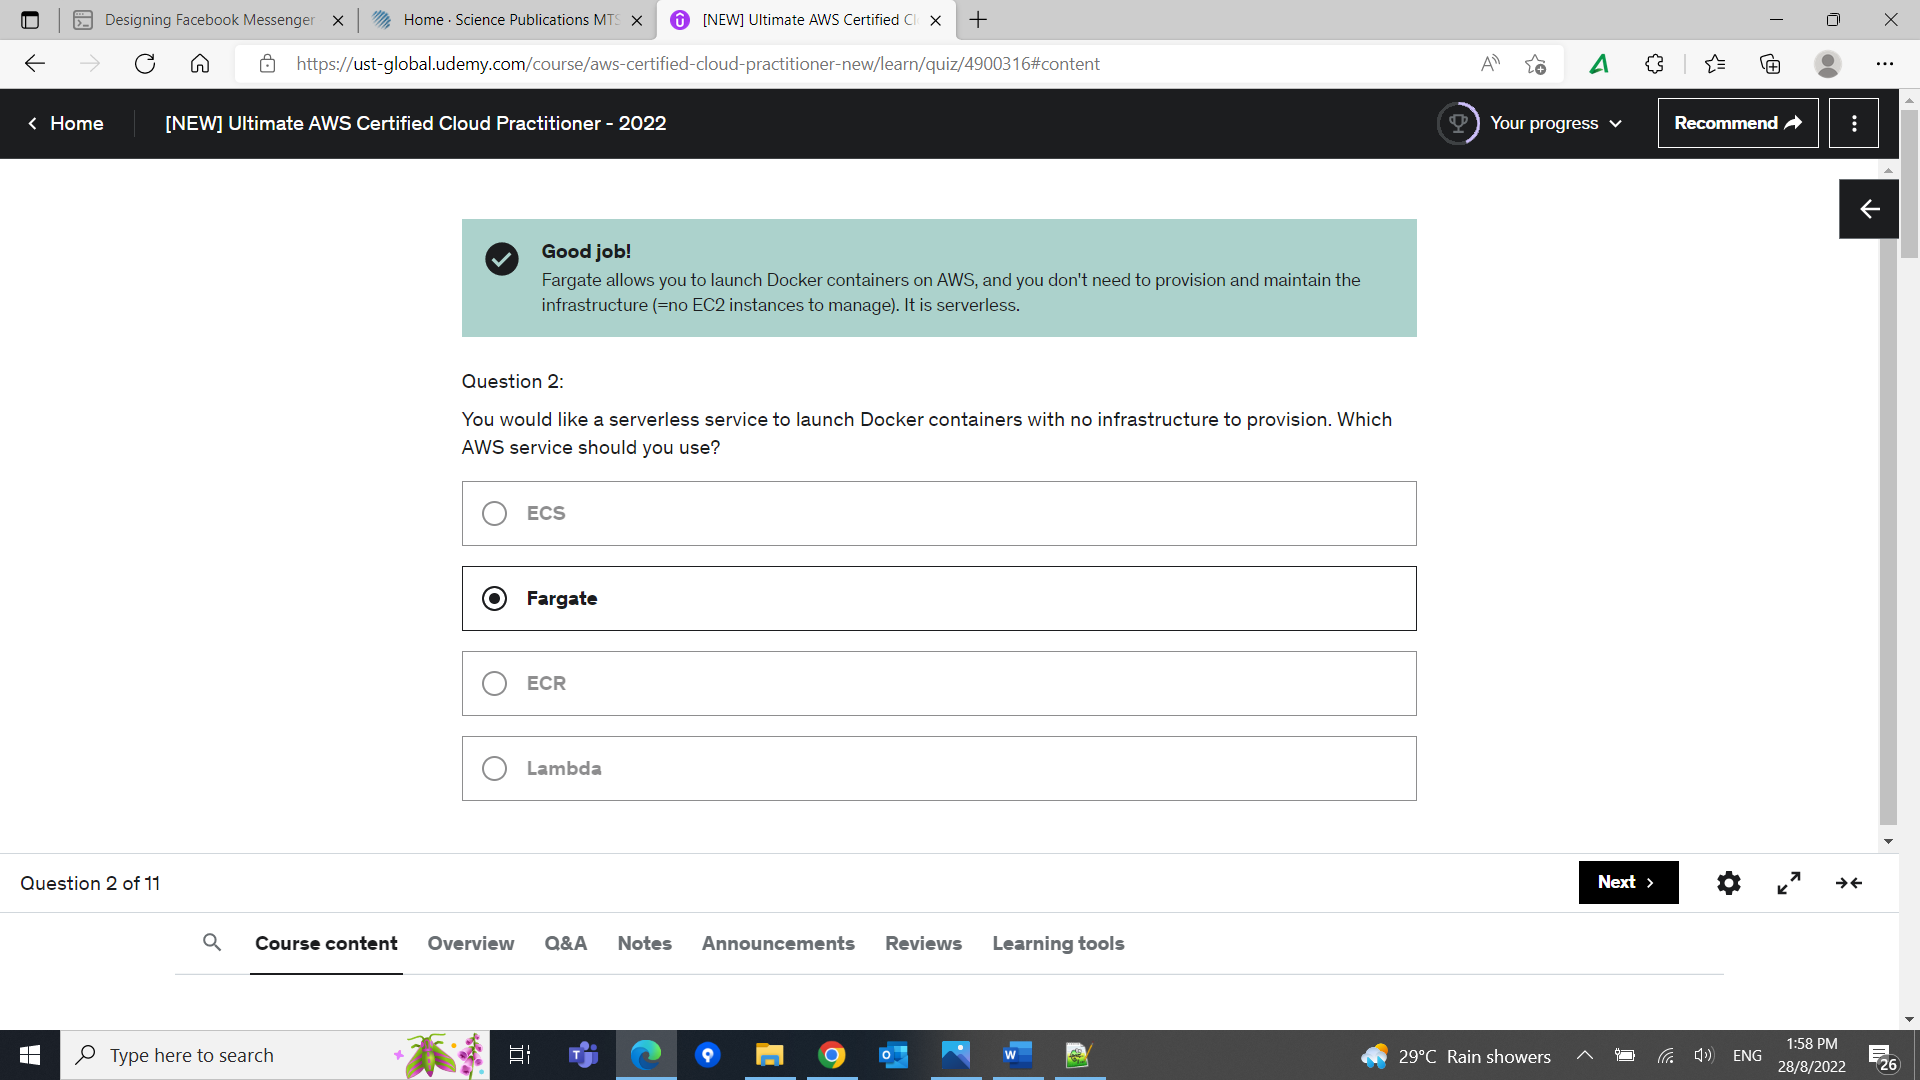 Designing Facebook Messenger
Home · Science Publications MTS
[NEW] Ultimate AWS Certified Cl
https://ust-global.udemy.com/course/aws-certified-cloud-practitioner-new/learn/quiz/4900316#content
Home
[NEW] Ultimate AWS Certified Cloud Practitioner - 2022
Your progress
Recommend
Good job!
Fargate allows you to launch Docker containers on AWS, and you don't need to provision and maintain the
infrastructure (=no EC2 instances to manage). It is serverless.
Question 2:
You would like a serverless service to launch Docker containers with no infrastructure to provision. Which
AWS service should you use?
ECS
Fargate
ECR
Lambda
Question 2 of 11
Next
Course content Overview Q&A Notes Announcements Reviews Learning tools
Type here to search
29°C Rain showers
ENG
1:58 PM
28/8/2022
26